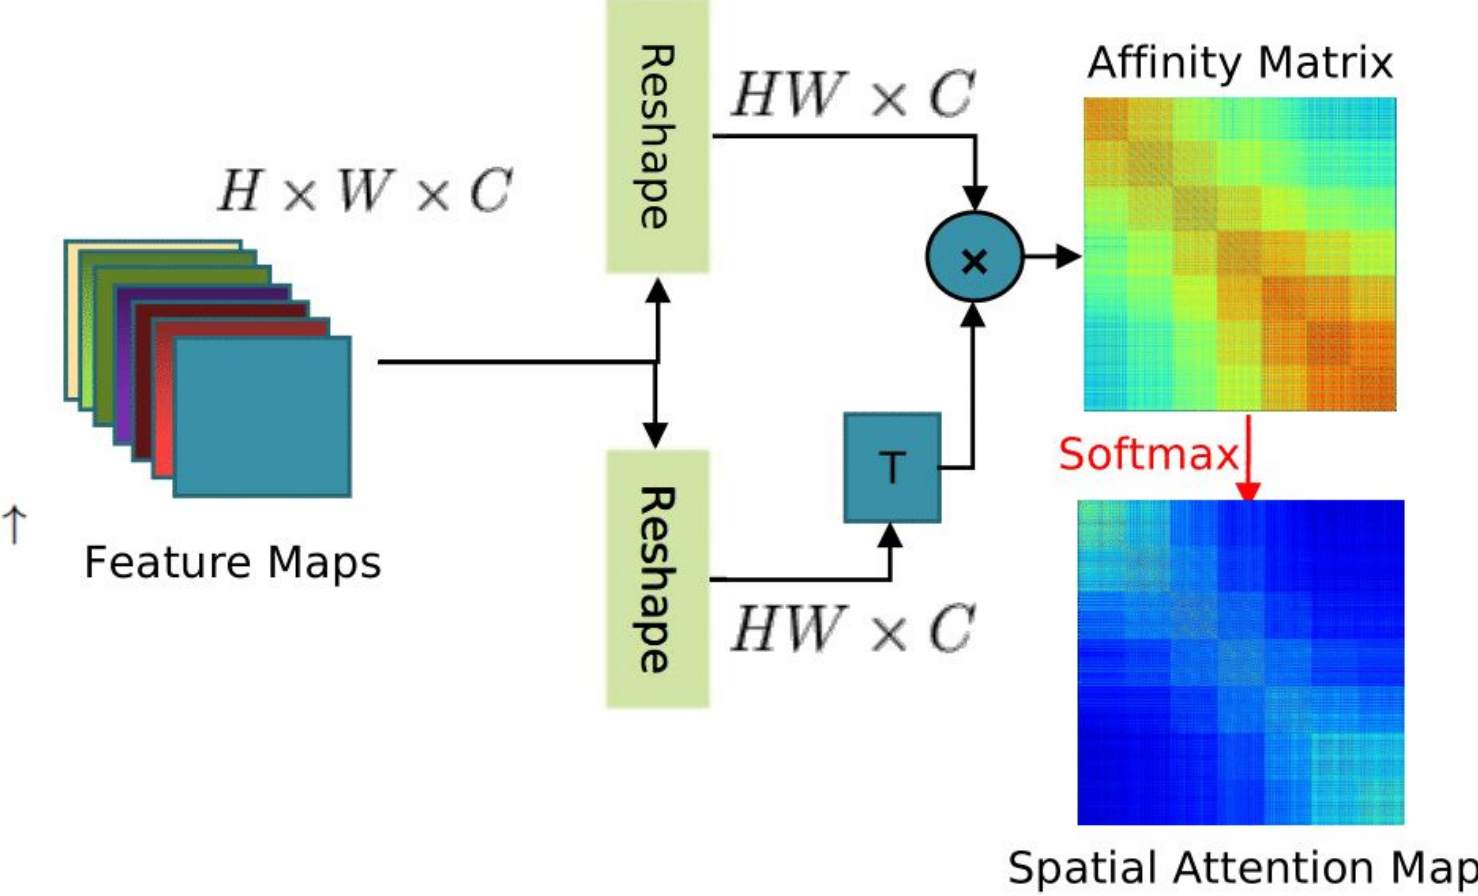 Reshape
HW × C
Affinity Matrix
H × W × C
×
T
Softmax
↑
Feature Maps
Reshape
HW × C
Spatial Attention Map